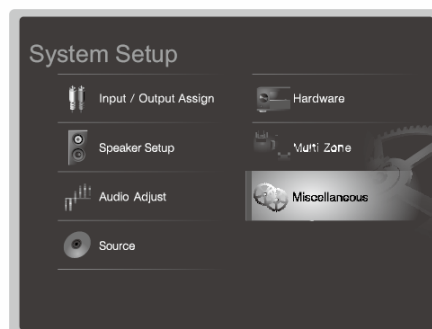 System Setup
Input / Output Assign
Speaker Setup
Audio Adjust
Source
Hardware
Multi Zone
Miscellaneous